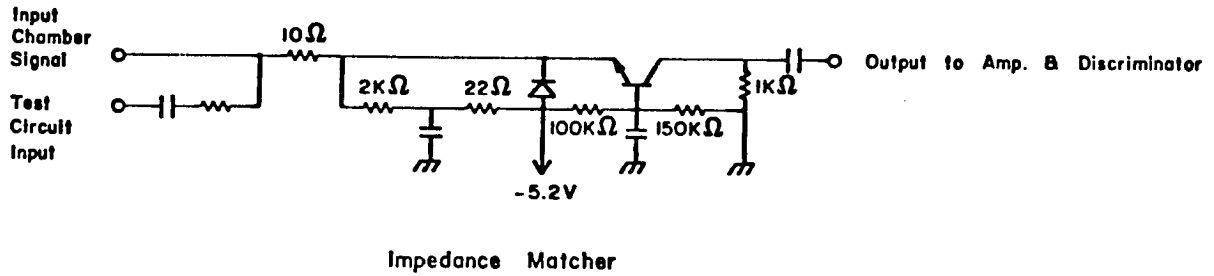 Input
Chamber
Signal
10Ω
Test
Circuit
Input
2KΩ
22Ω
100KΩ
150KΩ
1KΩ
Output to Amp. & Discriminator
-5.2V
Impedance Matcher